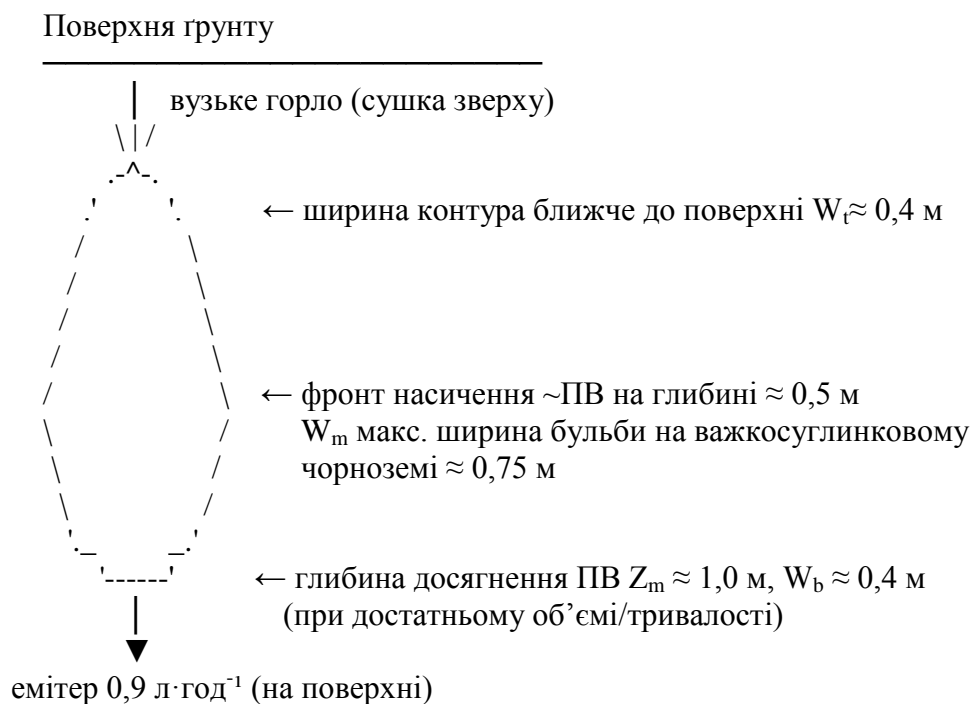 Поверхня ґрунту
вузьке горло (сушка зверху)
← ширина контура ближче до поверхні Wt≈ 0,4 м
← фронт насичення ~ПВ на глибині ≈ 0,5 м
Wm макс. ширина бульби на важкосуглинковому
чорноземі ≈ 0,75 м
← глибина досягнення ПВ Zm ≈ 1,0 м, Wb ≈ 0,4 м
(при достатньому об’ємі/тривалості)
емітер 0,9 л·год⁻¹ (на поверхні)